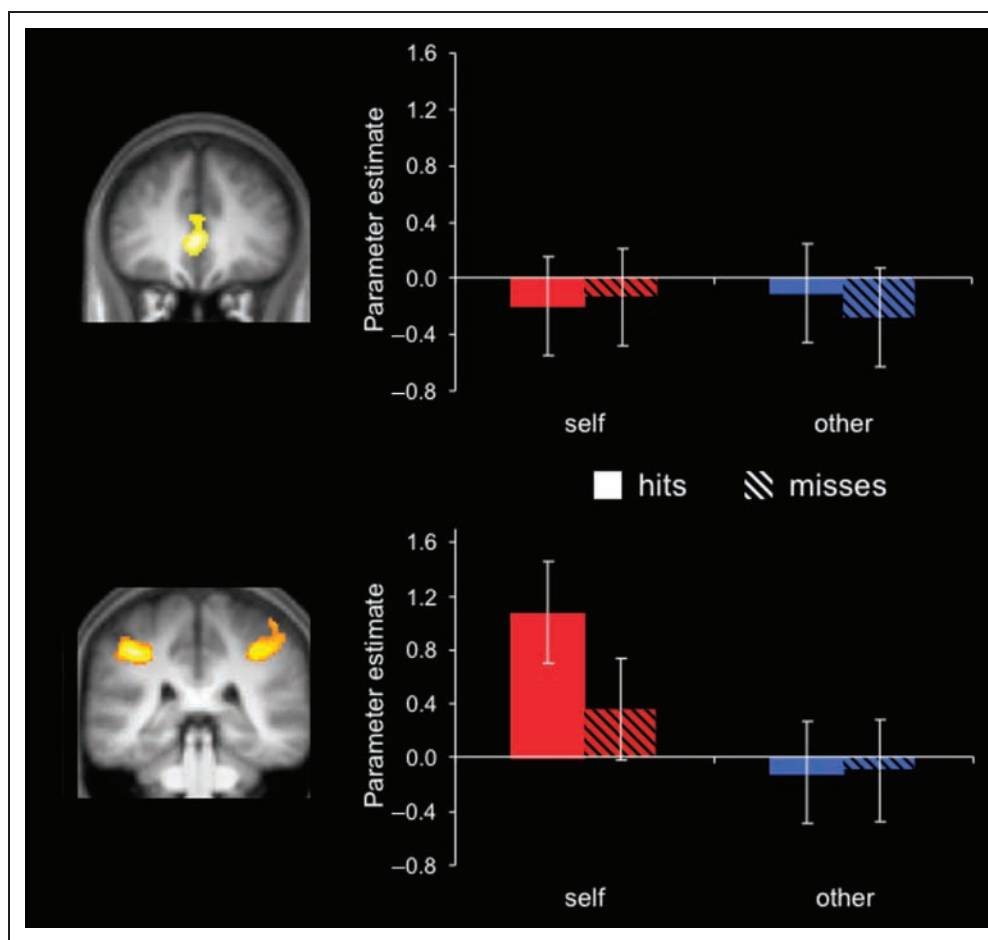 1.6
1.2
0.8
0.4
0.0
–0.4
–0.8
Parameter estimate
self other
hits misses
1.6
1.2
0.8
0.4
0.0
–0.4
–0.8
Parameter estimate
self other